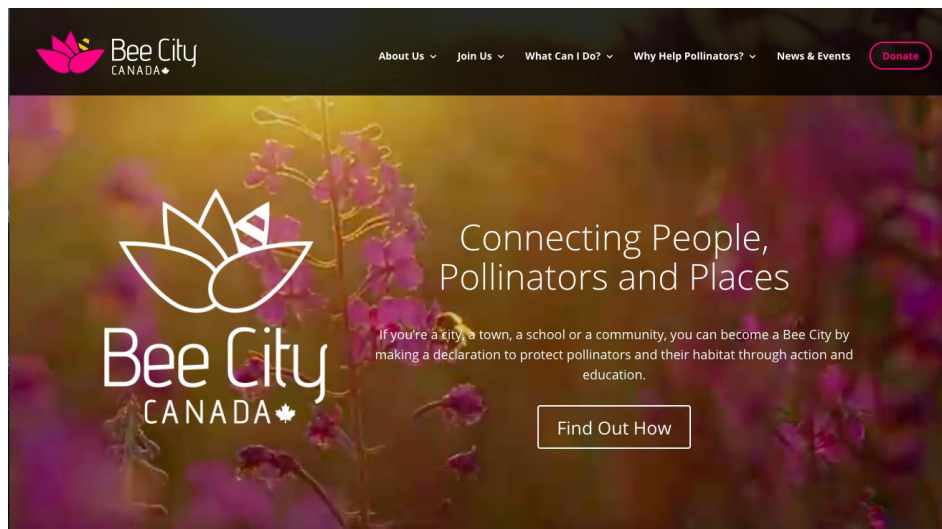 Bee City
CANADA
About Us
Join Us
What Can I Do?
Why Help Pollinators?
News & Events
Donate
Bee City
CANADA
Connecting People,
Pollinators and Places
If you're a city, a town, a school or a community, you can become a Bee City by
making a declaration to protect pollinators and their habitat through action and
education.
Find Out How